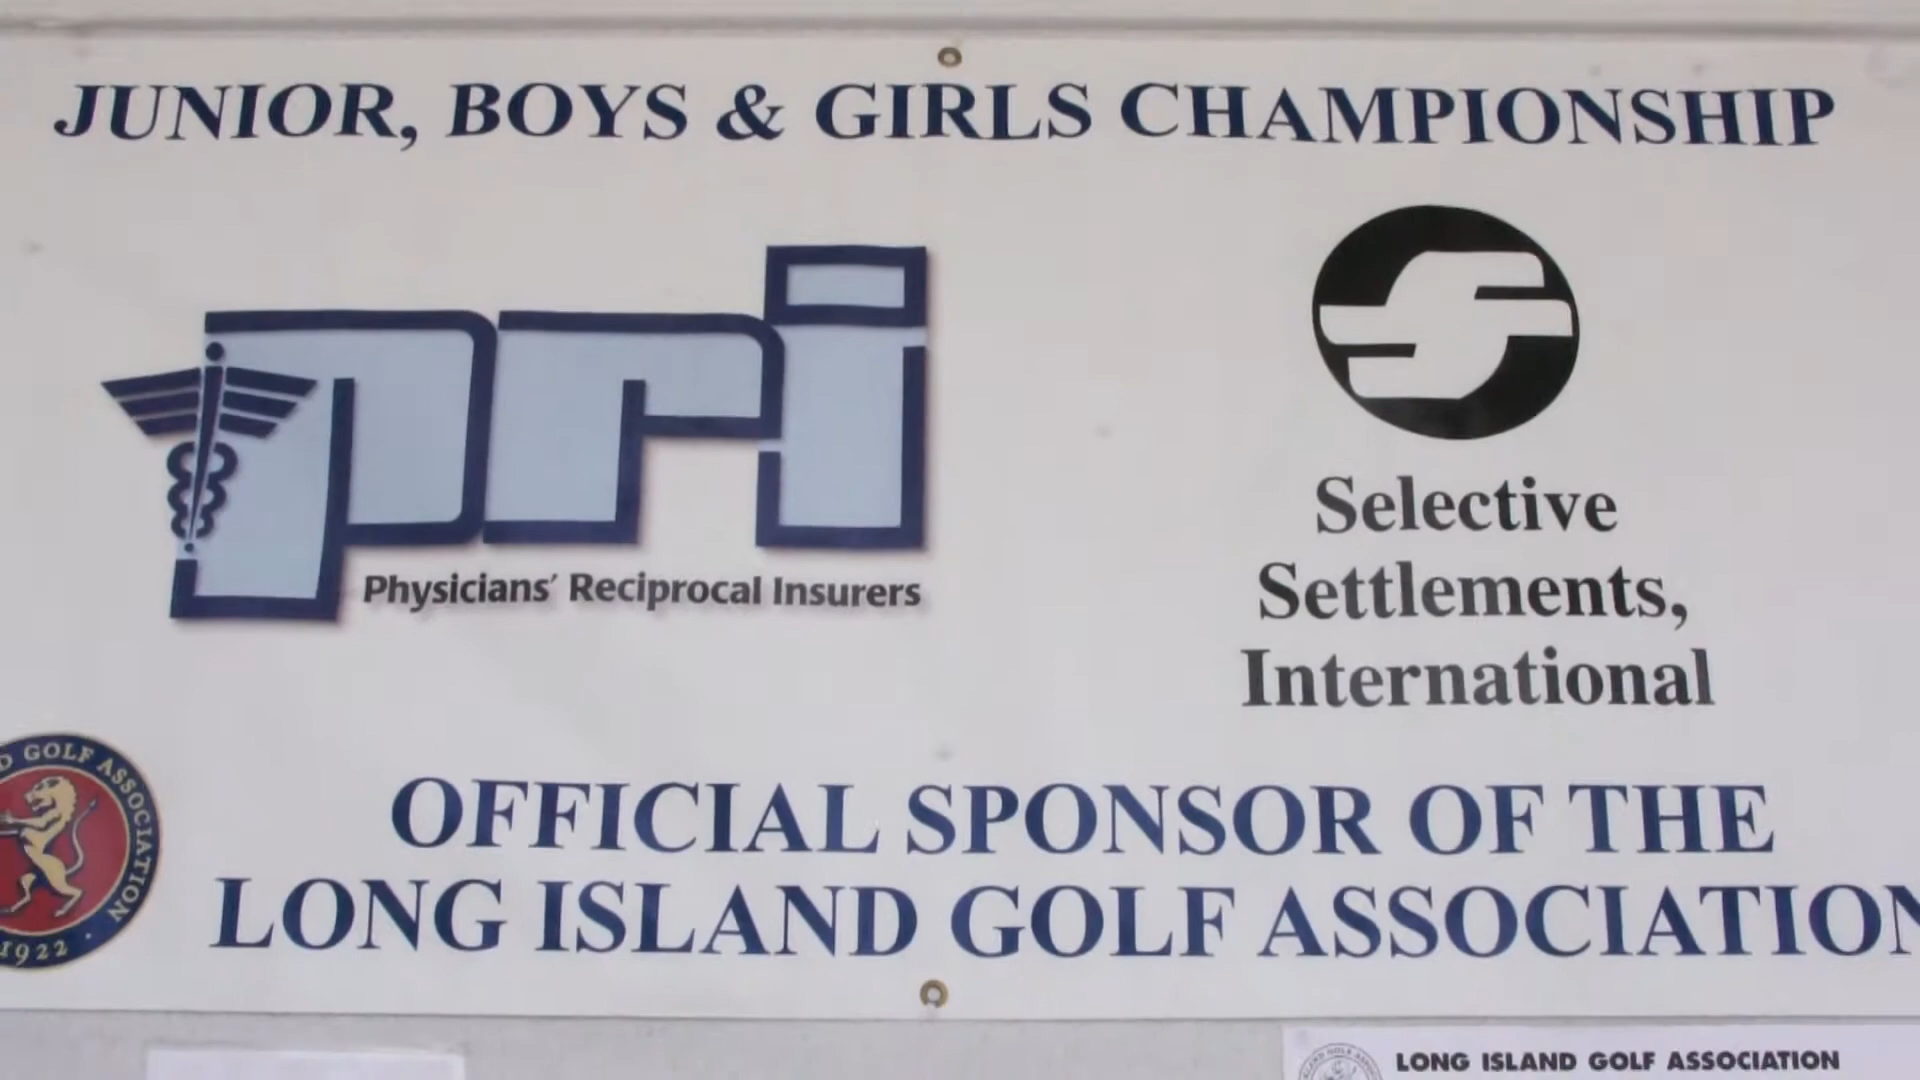 JUNIOR, BOYS & GIRLS CHAMPIONSHIP
pri
Physicians' Reciprocal Insurers
Selective
Settlements,
International
GOLF ASSOCIATION
1922
OFFICIAL SPONSOR OF THE
LONG ISLAND GOLF ASSOCIATION
LONG ISLAND GOLF ASSOCIATION